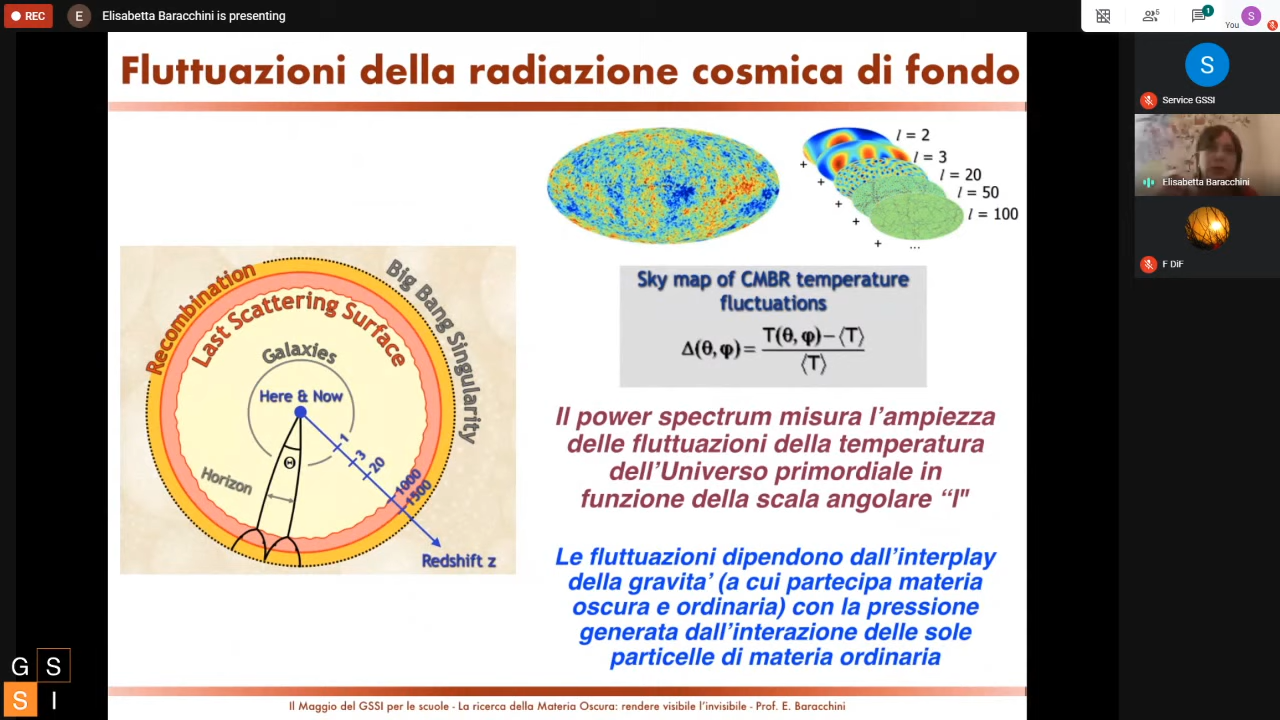 REC
E
Elisabetta Baracchini is presenting
5
1
You
S
Fluttuazioni della radiazione cosmica di fondo
S
Service GSSI
Elisabetta Baracchini
F DiF
l = 2
+
l = 3
+
l = 20
+
l = 50
+
l = 100
+
...
Sky map of CMBR temperature
fluctuations
Δ(θ, φ) = T(θ, φ) − ⟨T⟩
⟨T⟩
Recombination
Big Bang Singularity
Last Scattering Surface
Galaxies
Here & Now
1
3
20
1000
1500
Θ
Horizon
Redshift z
Il power spectrum misura l'ampiezza
delle fluttuazioni della temperatura
dell'Universo primordiale in
funzione della scala angolare “l"
Le fluttuazioni dipendono dall'interplay
della gravita' (a cui partecipa materia
oscura e ordinaria) con la pressione
generata dall'interazione delle sole
particelle di materia ordinaria
G S
S I
Il Maggio del GSSI per le scuole - La ricerca della Materia Oscura: rendere visibile l'invisibile - Prof. E. Baracchini